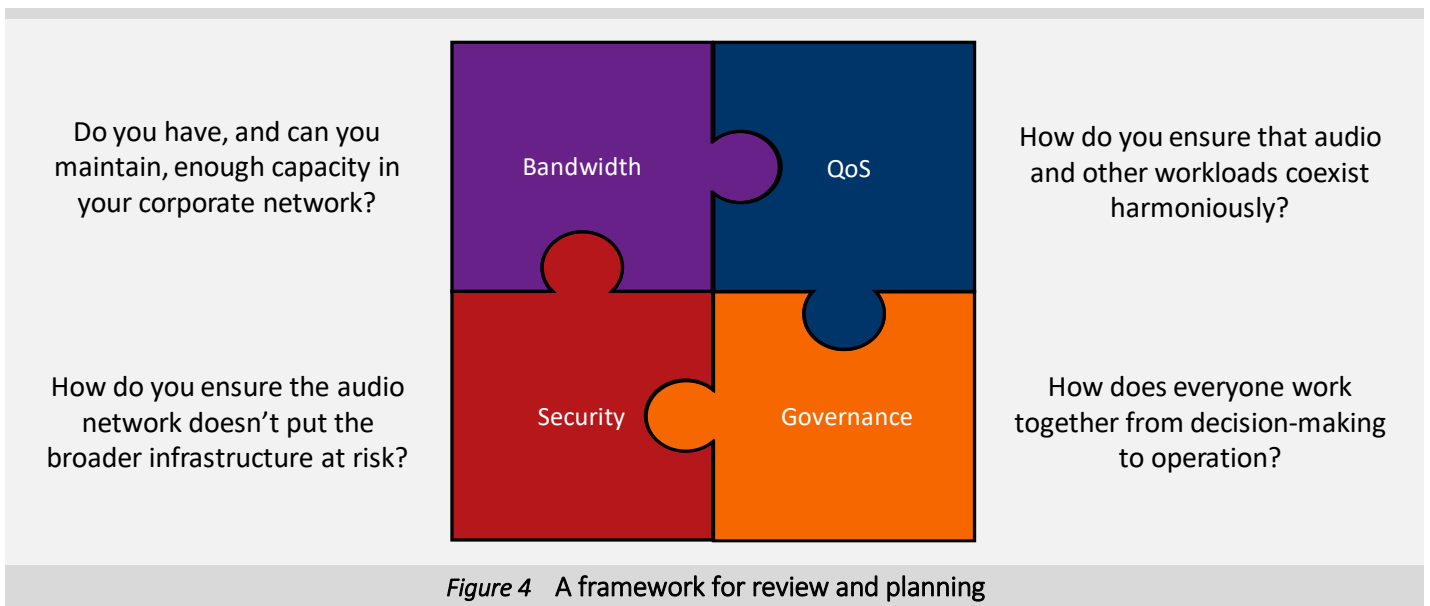 Do you have, and can you
maintain, enough capacity in
your corporate network?
Bandwidth
QoS
How do you ensure that audio
and other workloads coexist
harmoniously?
How do you ensure the audio
network doesn’t put the
broader infrastructure at risk?
Security
Governance
How does everyone work
together from decision-making
to operation?
Figure 4 A framework for review and planning